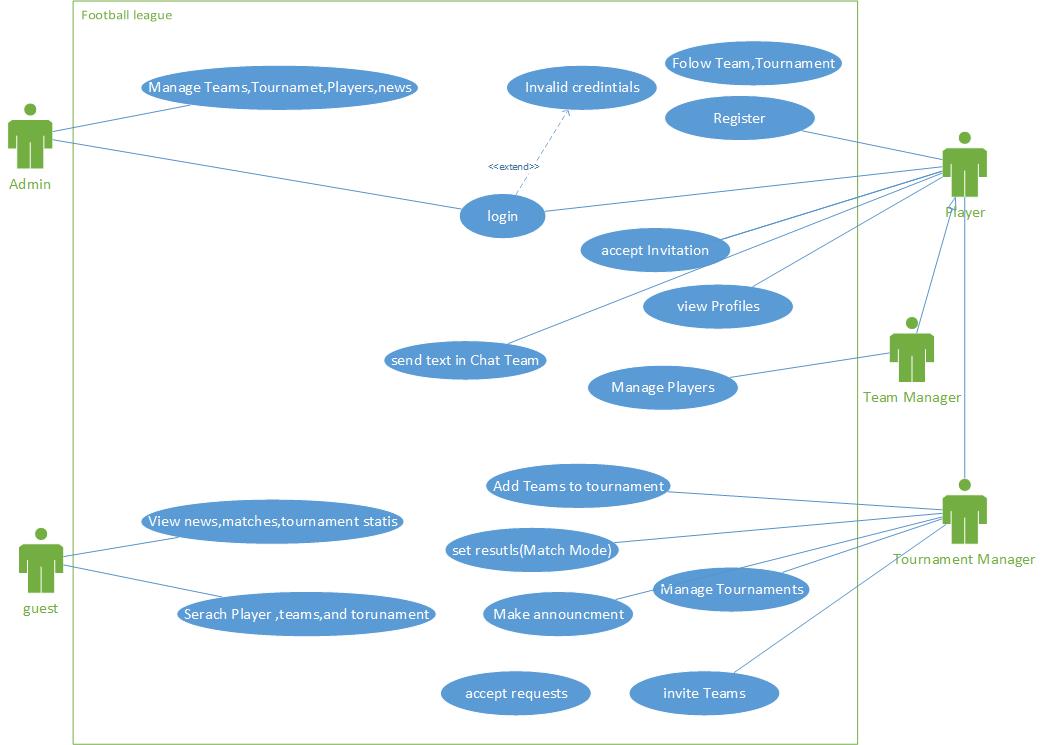 Football league
Folow Team,Tournament
Manage Teams,Tournamet,Players,news
Invalid credintials
Register
<<extend>>
Admin
login
Player
accept Invitation
view Profiles
send text in Chat Team
Manage Players
Team Manager
Add Teams to tournament
View news,matches,tournament statis
set resutls(Match Mode)
Tournament Manager
Manage Tournaments
guest
Serach Player ,teams,and torunament
Make announcment
accept requests
invite Teams